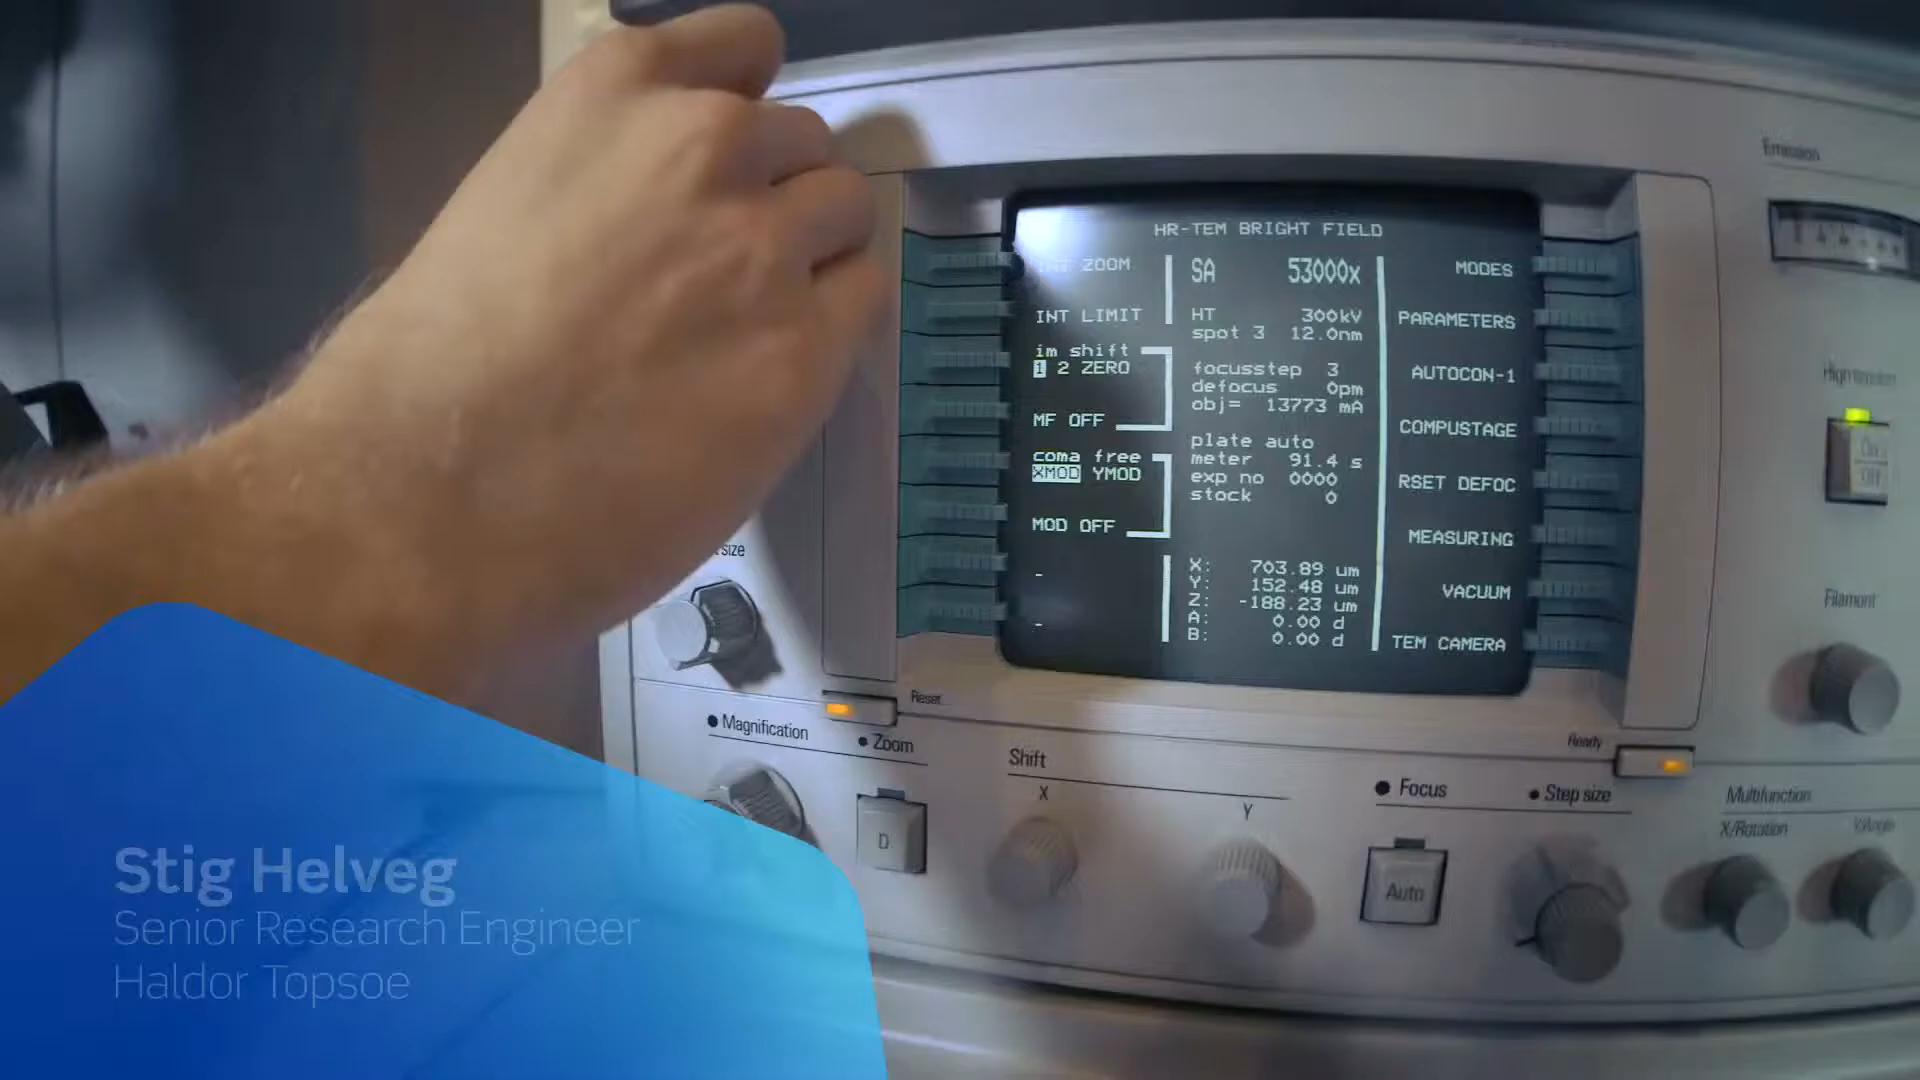 Emission
HR-TEM BRIGHT FIELD
INT ZOOM
INT LIMIT
im shift
1 2 ZERO
MF OFF
coma free
XMOD YMOD
MOD OFF
-
-
SA 53000x
HT 300kV
spot 3 12.0nm
focusstep 3
defocus 0pm
obj= 13773 mA
plate auto
meter 91.4 s
exp no 0000
stock 0
X: 703.89 um
Y: 152.48 um
Z: -188.23 um
A: 0.00 d
B: 0.00 d
MODES
PARAMETERS
AUTOCON-1
COMPUSTAGE
RSET DEFOC
MEASURING
VACUUM
TEM CAMERA
High tension
Off
Filament
size
Reset
Ready
Magnification
Zoom
D
Shift
X
Y
Focus
Step size
Auto
Multifunction
X/Rotation
Y/Angle
Stig Helveg
Senior Research Engineer
Haldor Topsoe